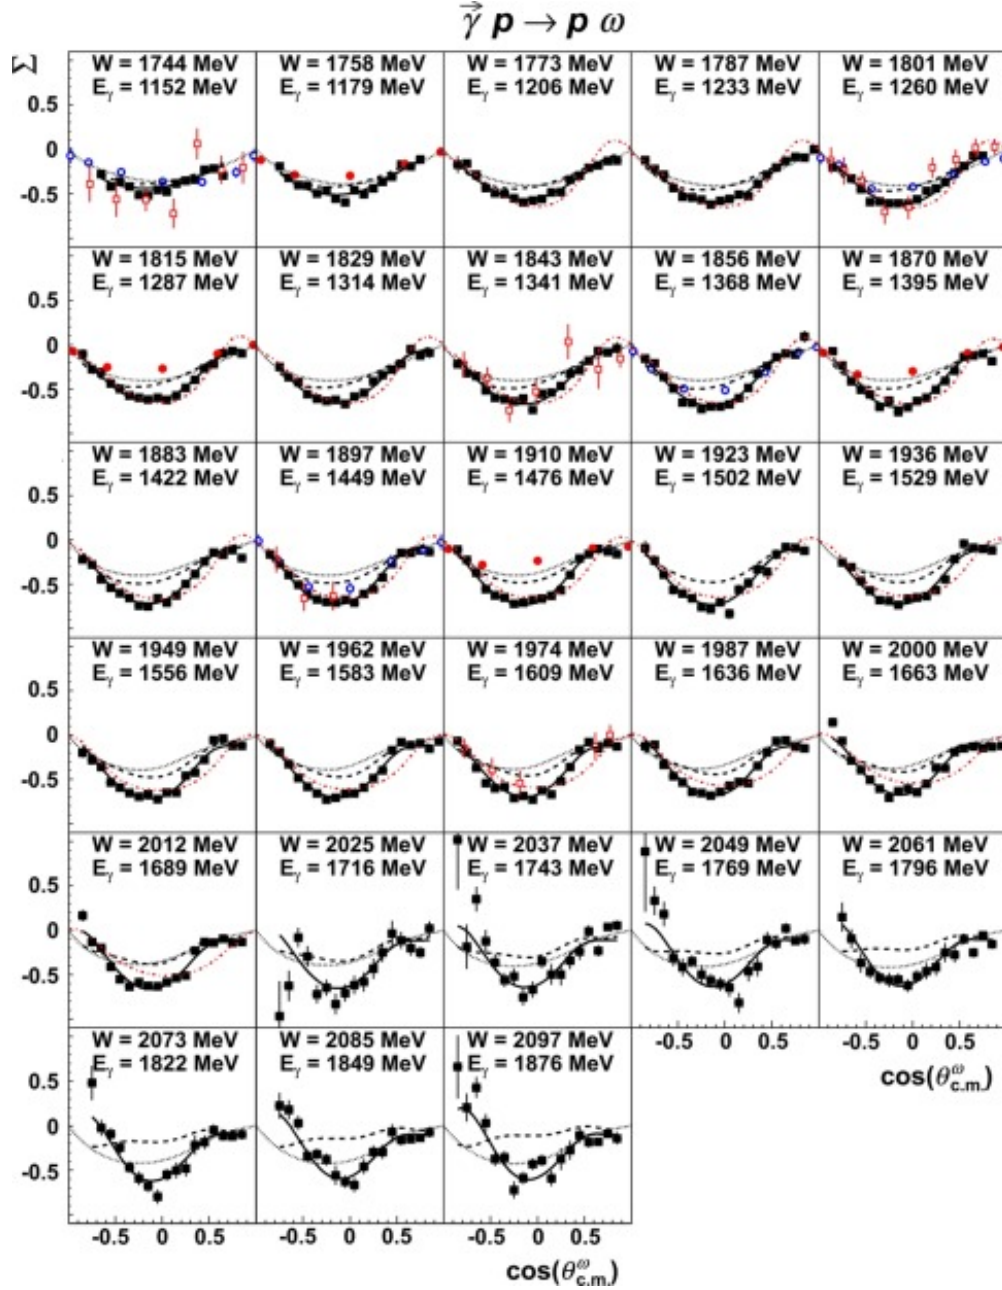 γ⃗ p → p ω
Σ
W = 1744 MeV
E_γ = 1152 MeV
W = 1758 MeV
E_γ = 1179 MeV
W = 1773 MeV
E_γ = 1206 MeV
W = 1787 MeV
E_γ = 1233 MeV
W = 1801 MeV
E_γ = 1260 MeV
0.5
0
-0.5
W = 1815 MeV
E_γ = 1287 MeV
W = 1829 MeV
E_γ = 1314 MeV
W = 1843 MeV
E_γ = 1341 MeV
W = 1856 MeV
E_γ = 1368 MeV
W = 1870 MeV
E_γ = 1395 MeV
0.5
0
-0.5
W = 1883 MeV
E_γ = 1422 MeV
W = 1897 MeV
E_γ = 1449 MeV
W = 1910 MeV
E_γ = 1476 MeV
W = 1923 MeV
E_γ = 1502 MeV
W = 1936 MeV
E_γ = 1529 MeV
0.5
0
-0.5
W = 1949 MeV
E_γ = 1556 MeV
W = 1962 MeV
E_γ = 1583 MeV
W = 1974 MeV
E_γ = 1609 MeV
W = 1987 MeV
E_γ = 1636 MeV
W = 2000 MeV
E_γ = 1663 MeV
0.5
0
-0.5
W = 2012 MeV
E_γ = 1689 MeV
W = 2025 MeV
E_γ = 1716 MeV
W = 2037 MeV
E_γ = 1743 MeV
W = 2049 MeV
E_γ = 1769 MeV
W = 2061 MeV
E_γ = 1796 MeV
0.5
0
-0.5
-0.5 0 0.5
-0.5 0 0.5
cos(θ^ω_c.m.)
W = 2073 MeV
E_γ = 1822 MeV
W = 2085 MeV
E_γ = 1849 MeV
W = 2097 MeV
E_γ = 1876 MeV
0.5
0
-0.5
-0.5 0 0.5
-0.5 0 0.5
-0.5 0 0.5
cos(θ^ω_c.m.)